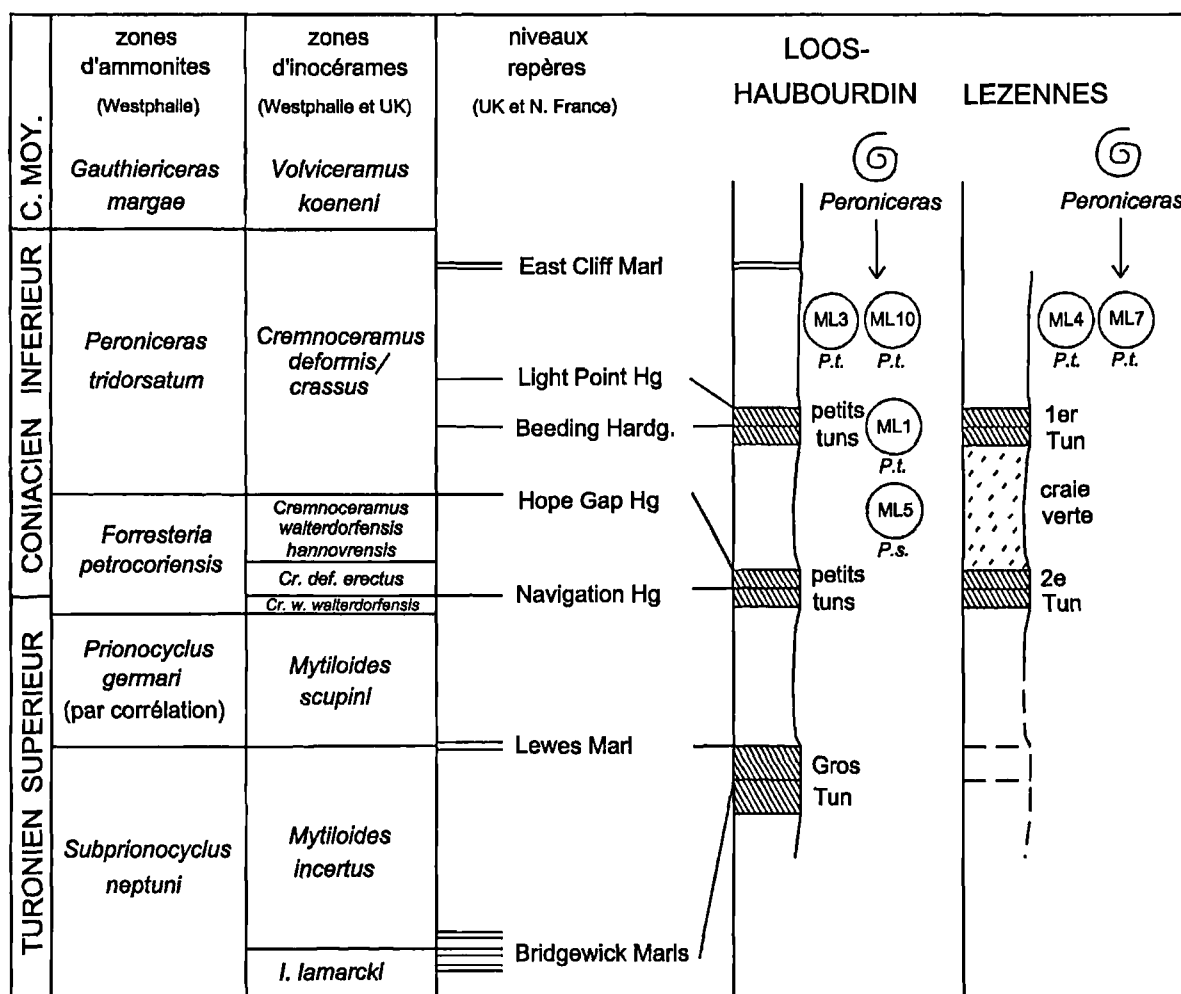 C. MOY.
CONIACIEN INFERIEUR
TURONIEN SUPERIEUR
zones
d'ammonites
(Westphalle)
Gauthiericeras
margae
Peroniceras
tridorsatum
Forresteria
petrocoriensis
Prionocyclus
germari
(par corrélation)
Subprionocyclus
neptuni
zones
d'inocérames
(Westphalle et UK)
Volviceramus
koeneni
Cremnoceramus
deformis/
crassus
Cremnoceramus
walterdorfensis
hannovrensis
Cr. def. erectus
Cr. w. walterdorfensis
Mytiloides
scupini
Mytiloides
incertus
I. lamarcki
niveaux
repères
(UK et N. France)
East Cliff Marl
Light Point Hg
Beeding Hardg.
Hope Gap Hg
Navigation Hg
Lewes Marl
Bridgewick Marls
LOOS-
HAUBOURDIN
Peroniceras
ML3 ML10
P.t. P.t.
petits
tuns
ML1
P.t.
ML5
P.s.
petits
tuns
Gros
Tun
LEZENNES
Peroniceras
ML4 ML7
P.t. P.t.
1er
Tun
craie
verte
2e
Tun